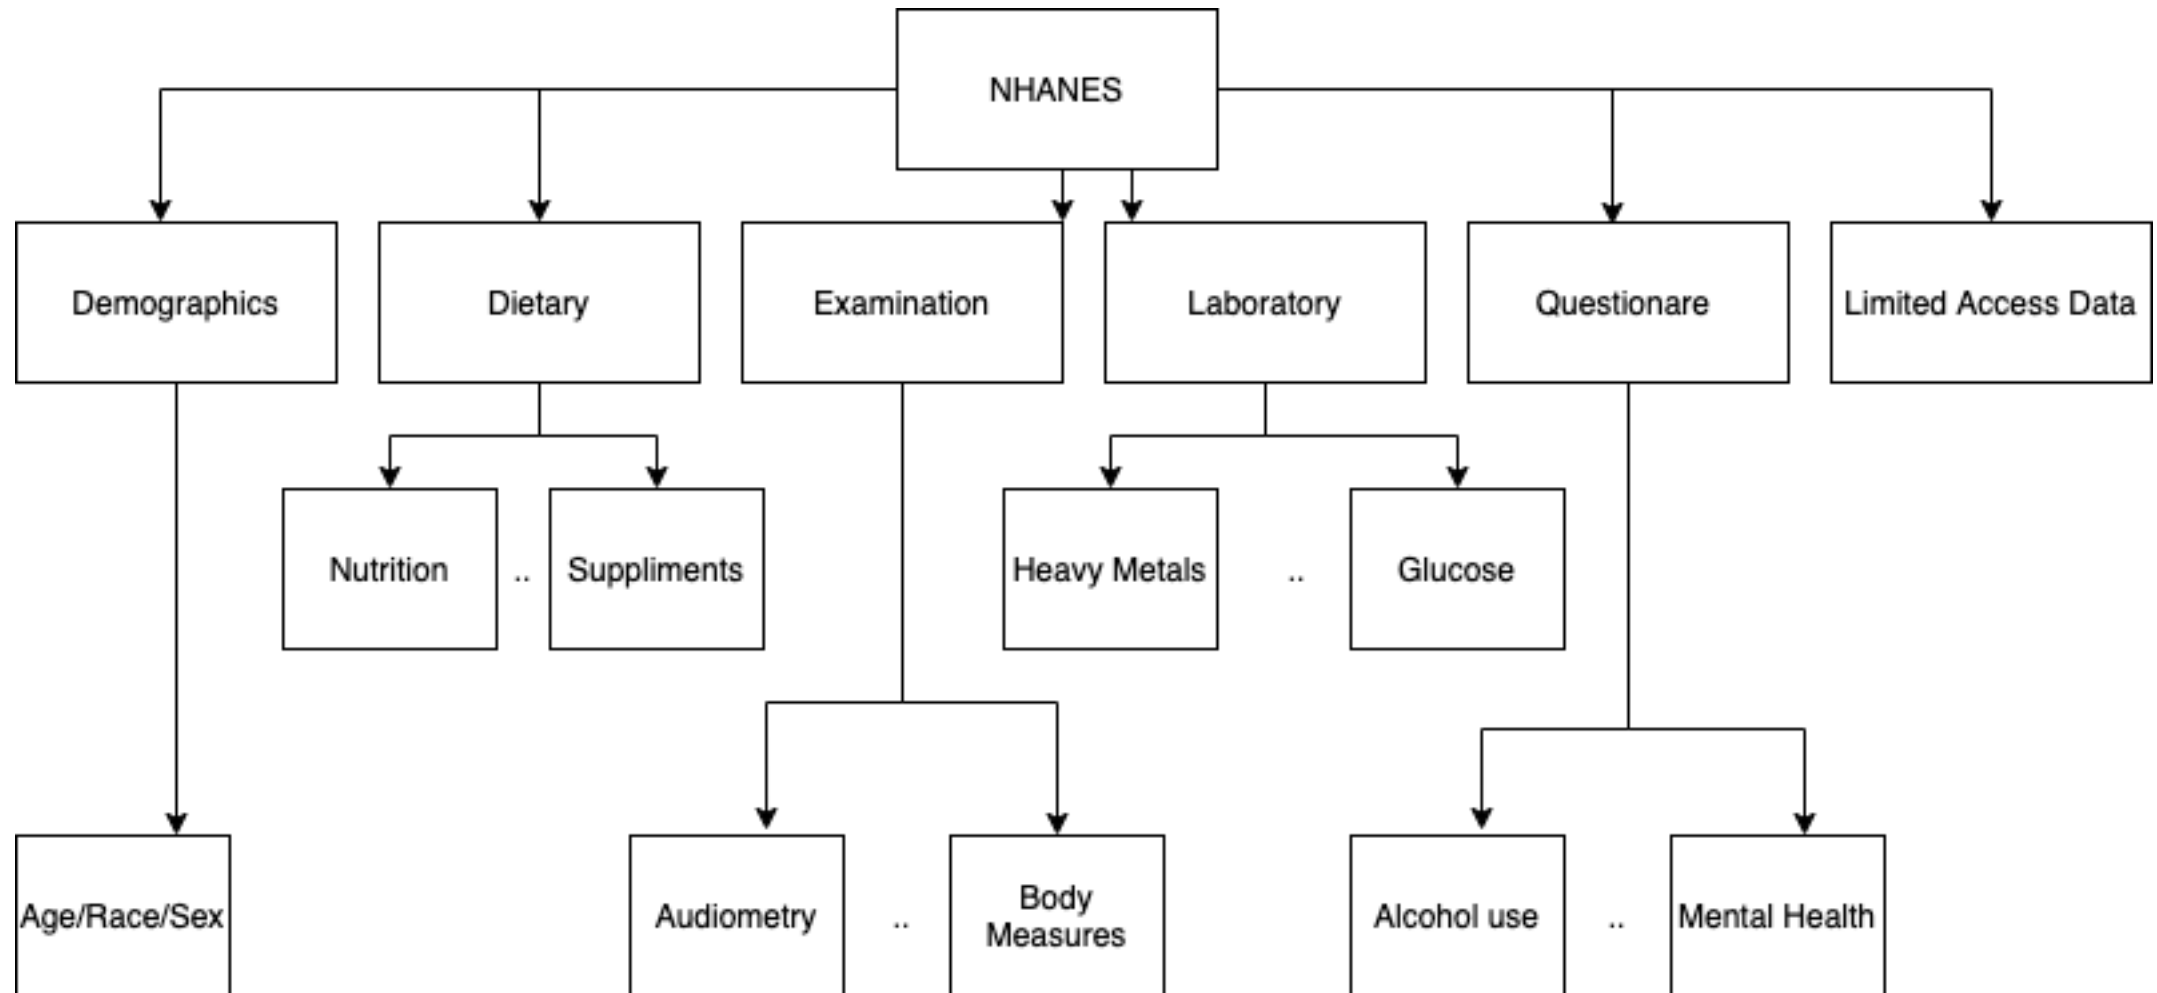 NHANES
Demographics
Dietary
Examination
Laboratory
Questionare
Limited Access Data
Nutrition
..
Suppliments
Heavy Metals
..
Glucose
Age/Race/Sex
Audiometry
..
Body
Measures
Alcohol use
..
Mental Health